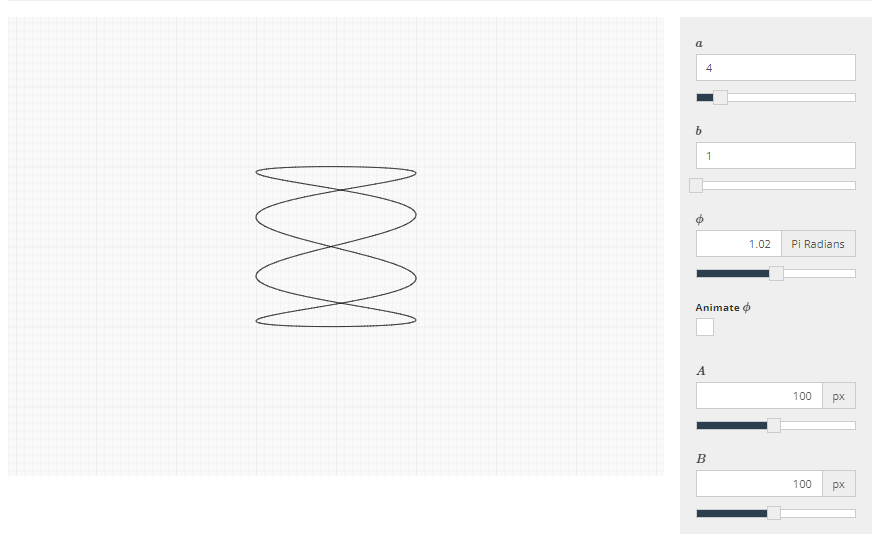 a
4
b
1
ϕ
1.02 Pi Radians
Animate ϕ
A
100 px
B
100 px